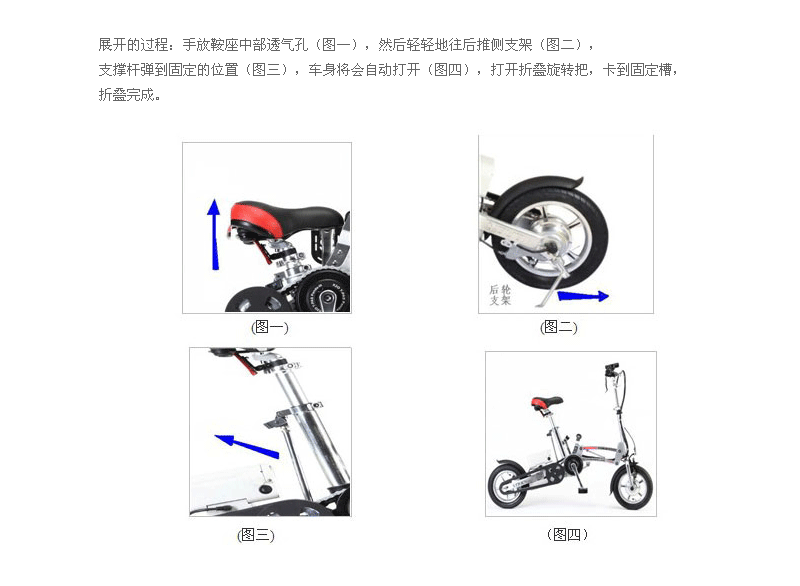 展开的过程：手放鞍座中部透气孔（图一），然后轻轻地往后推侧支架（图二），
支撑杆弹到固定的位置（图三），车身将会自动打开（图四），打开折叠旋转把，卡到固定槽，
折叠完成。
后轮
支架
(图一)
(图二)
(图三)
（图四）